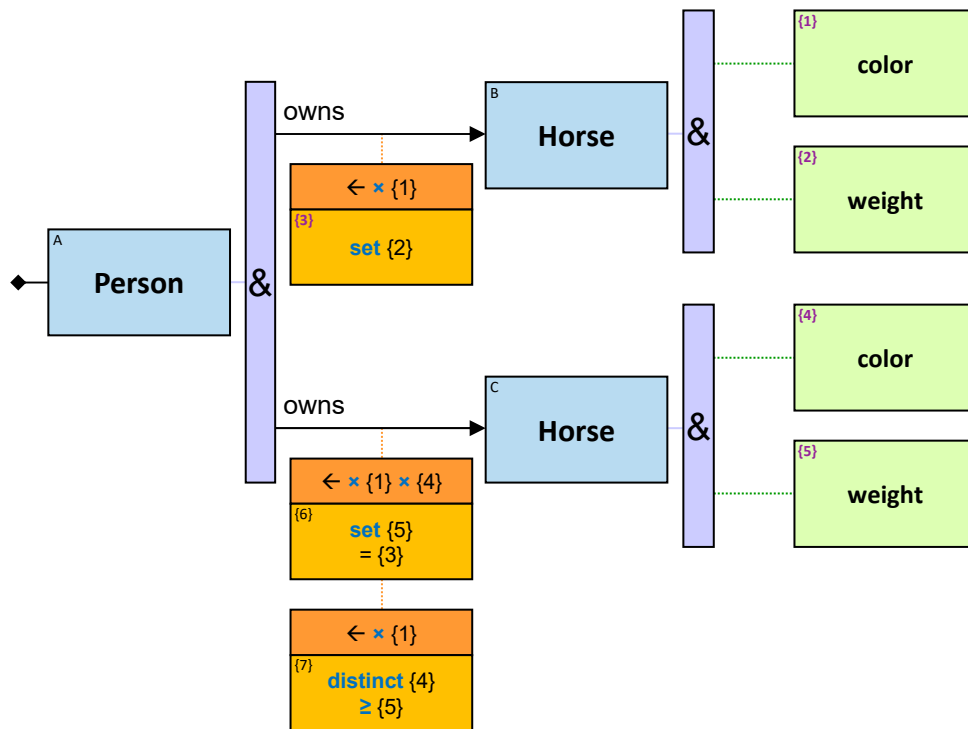 {1}
color
B
Horse
&
owns
← × {1}
{3}
set {2}
{2}
weight
A
Person
&
{4}
color
C
Horse
&
owns
← × {1} × {4}
{6}
set {5}
= {3}
{5}
weight
← × {1}
{7}
distinct {4}
≥ {5}